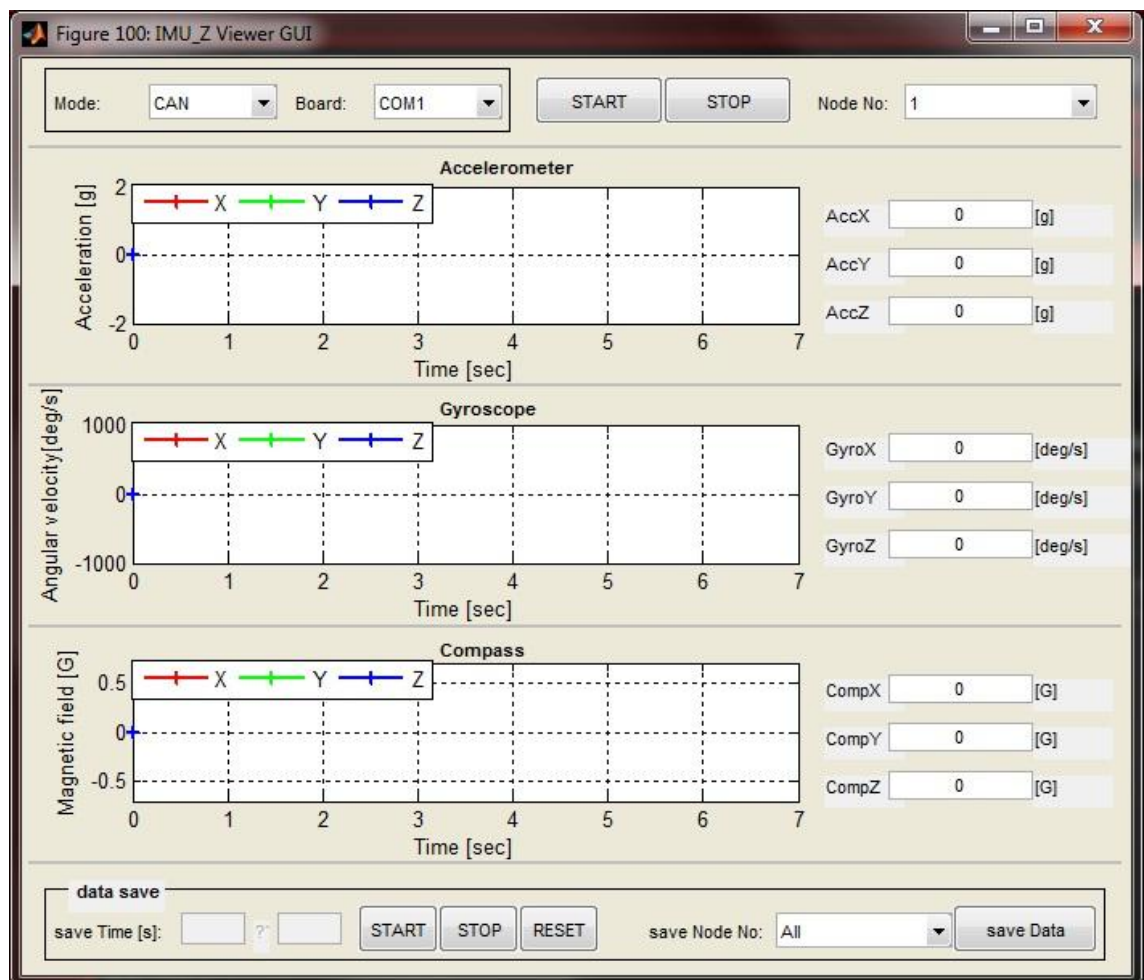 Figure 100: IMU_Z Viewer GUI
Mode: CAN Board: COM1 START STOP Node No: 1
Accelerometer
Acceleration [g]
2
0
-2
X Y Z
0 1 2 3 4 5 6 7
Time [sec]
AccX 0 [g]
AccY 0 [g]
AccZ 0 [g]
Gyroscope
Angular velocity[deg/s]
1000
0
-1000
X Y Z
0 1 2 3 4 5 6 7
Time [sec]
GyroX 0 [deg/s]
GyroY 0 [deg/s]
GyroZ 0 [deg/s]
Compass
Magnetic field [G]
0.5
0
-0.5
X Y Z
0 1 2 3 4 5 6 7
Time [sec]
CompX 0 [G]
CompY 0 [G]
CompZ 0 [G]
data save
save Time [s]: START STOP RESET save Node No: All save Data